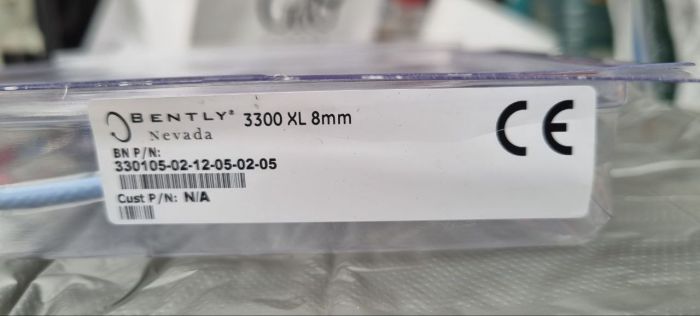 BENTLY® 3300 XL 8mm
Nevada
BN P/N:
330105-02-12-05-02-05
Cust P/N: N/A
CE